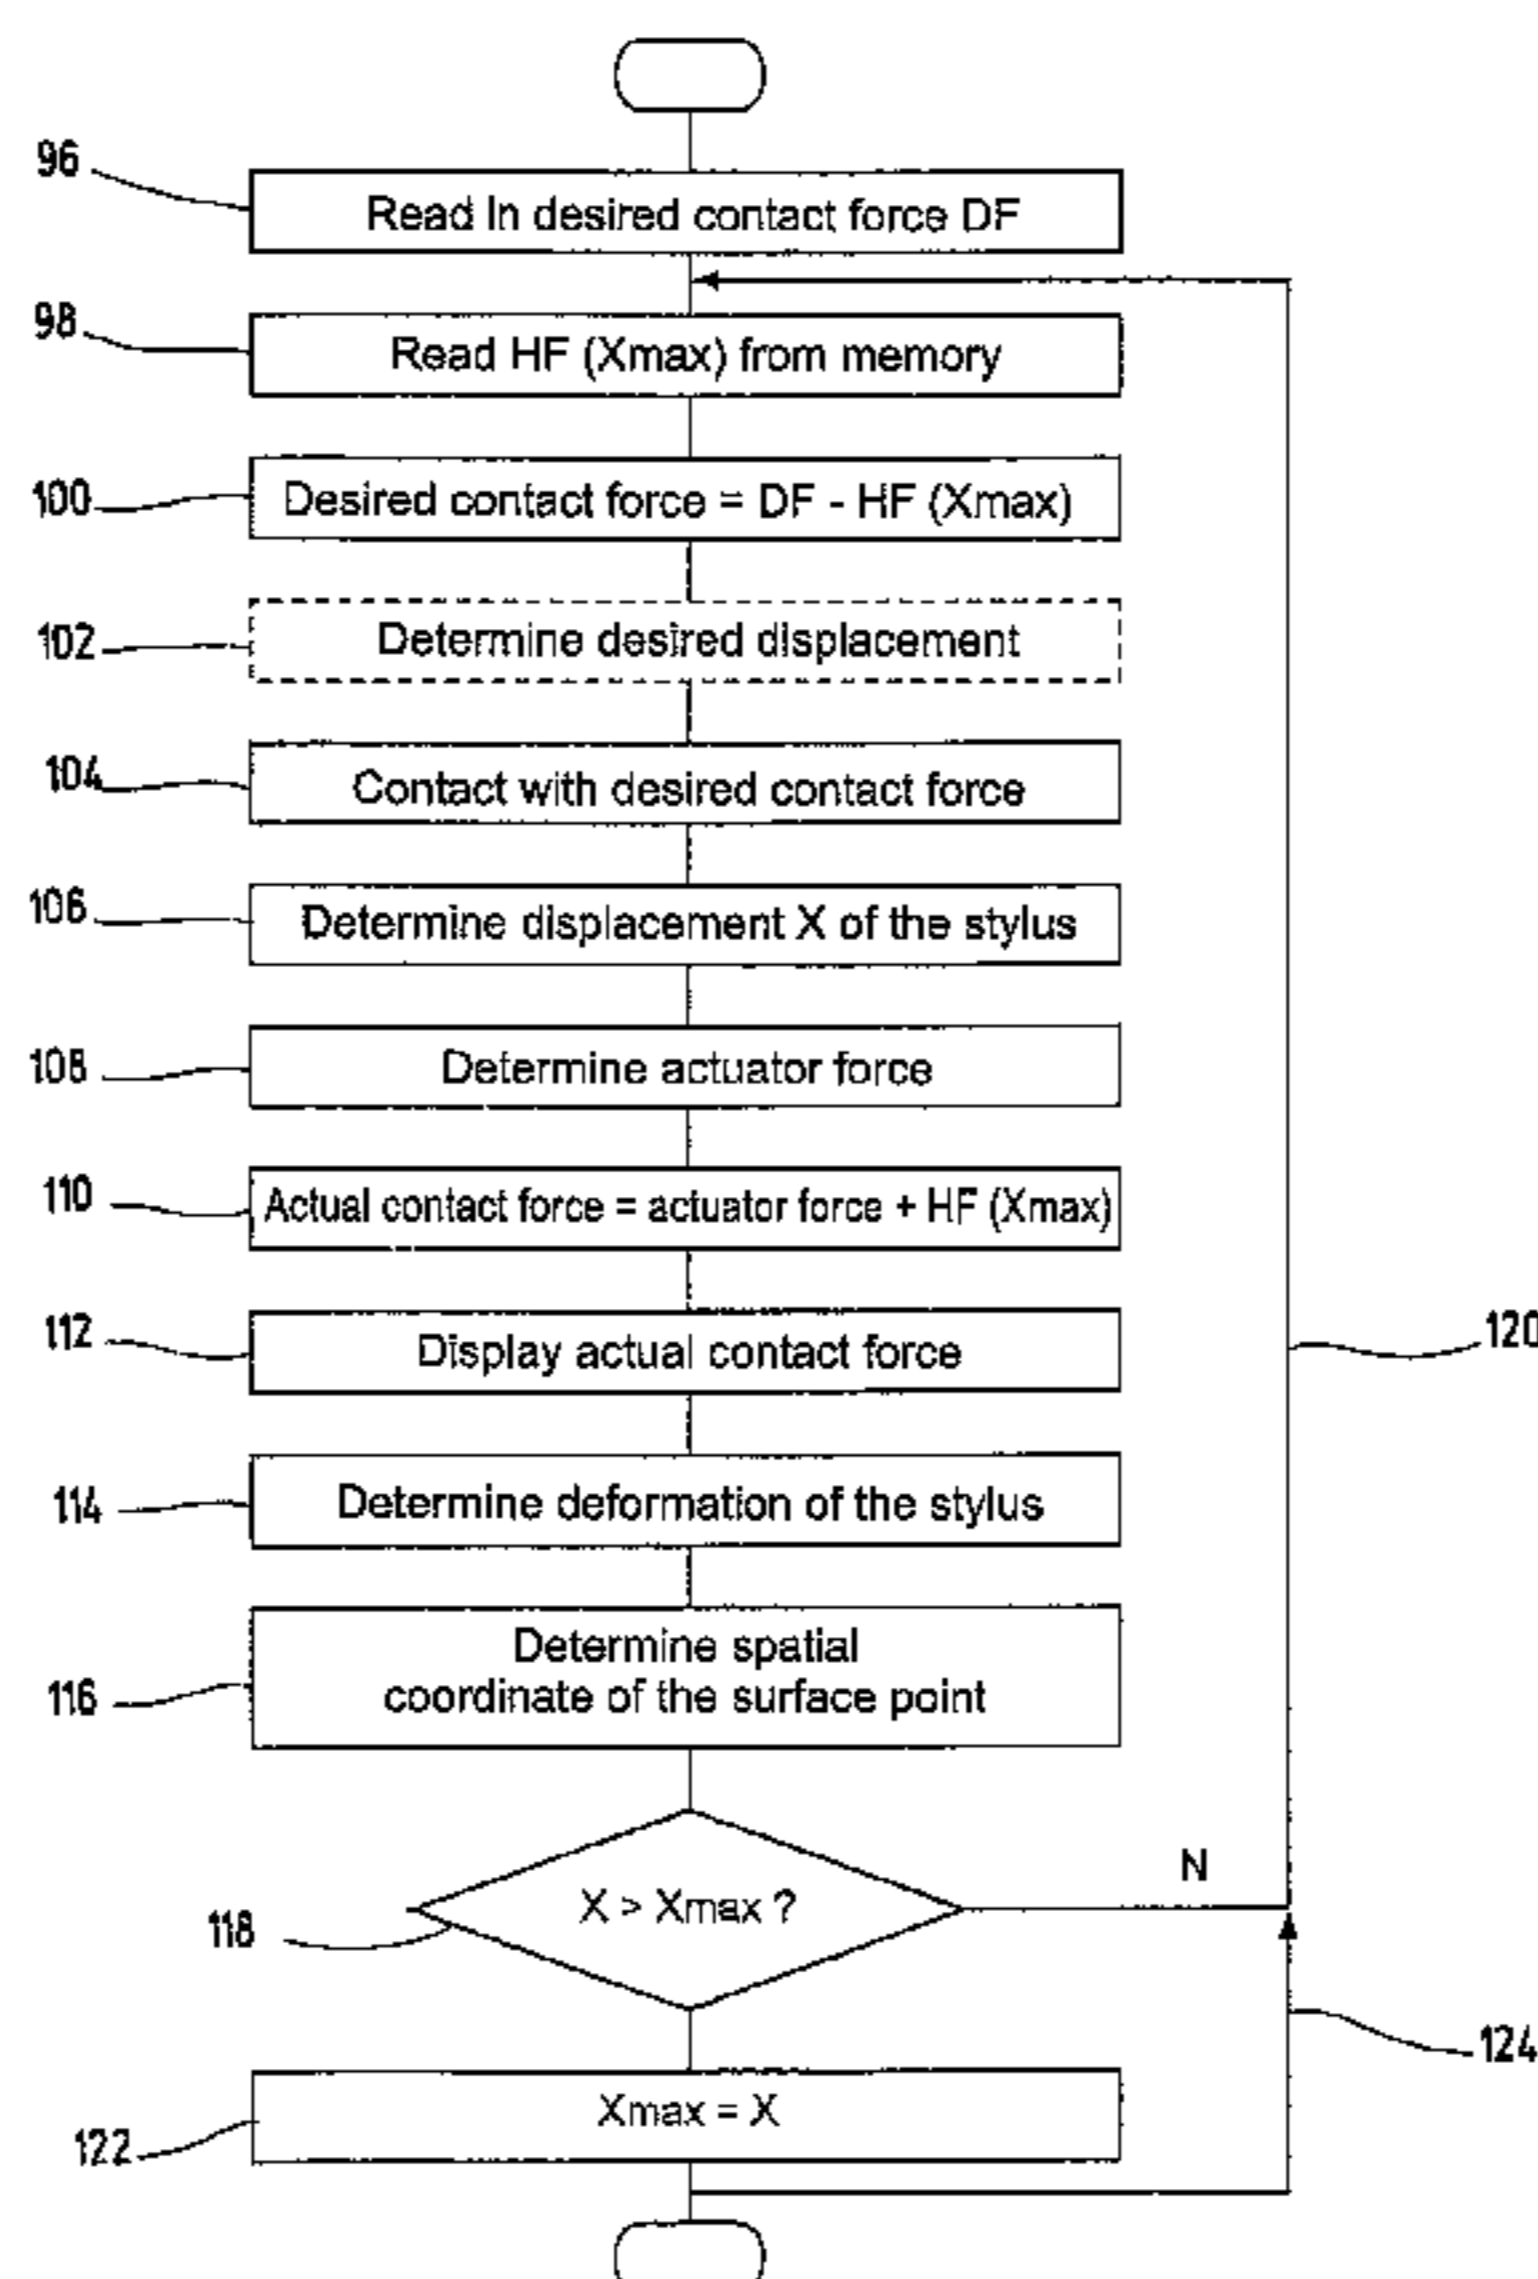 96
Read in desired contact force DF
98
Read HF (Xmax) from memory
100
Desired contact force = DF - HF (Xmax)
102
Determine desired displacement
104
Contact with desired contact force
106
Determine displacement X of the stylus
108
Determine actuator force
110
Actual contact force = actuator force + HF (Xmax)
112
Display actual contact force
120
114
Determine deformation of the stylus
116
Determine spatial
coordinate of the surface point
N
118
X > Xmax ?
124
122
Xmax = X